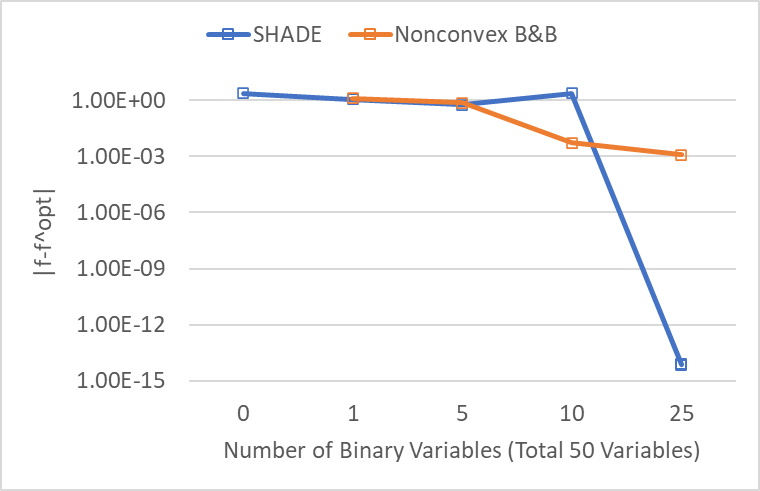 SHADE Nonconvex B&B
1.00E+00
1.00E-03
1.00E-06
1.00E-09
1.00E-12
1.00E-15
|f-f^opt|
0 1 5 10 25
Number of Binary Variables (Total 50 Variables)